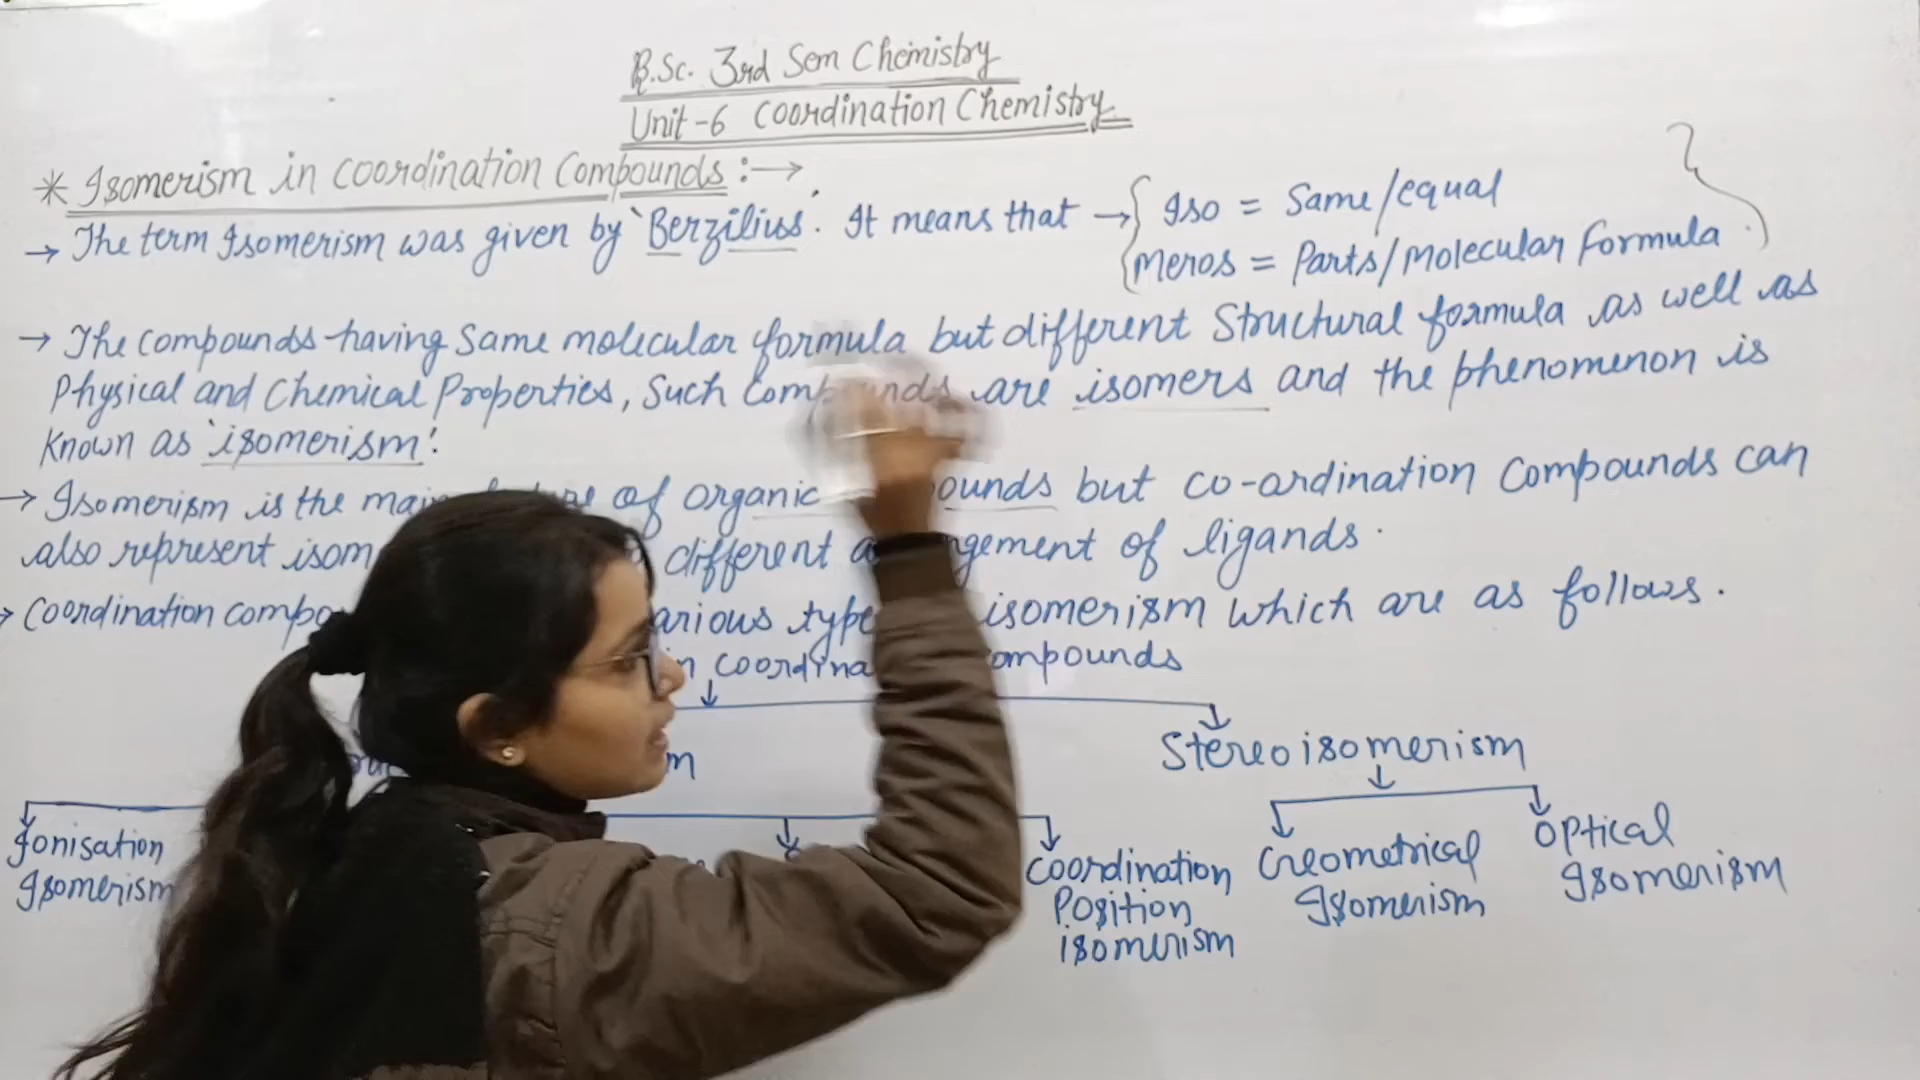 B.Sc. 3rd Sem Chemistry
Unit-6 Coordination Chemistry
* Isomerism in Coordination Compounds :→
→ The term Isomerism was given by 'Berzilius'. It means that → { Iso = Same/equal
Meros = Parts/molecular formula
→ The Compounds having Same molecular formula but different Structural formula as well as
Physical and Chemical Properties, Such Compounds are isomers and the phenomenon is
Known as 'isomerism'.
→ Isomerism is the main of organic but co-ordination Compounds can
also represent different of ligands.
→ Coordination isomerism which are as follows.
in
Stereoisomerism
Ionisation
Isomerism
Coordination
Position
isomerism
Geometrical
Isomerism
Optical
Isomerism